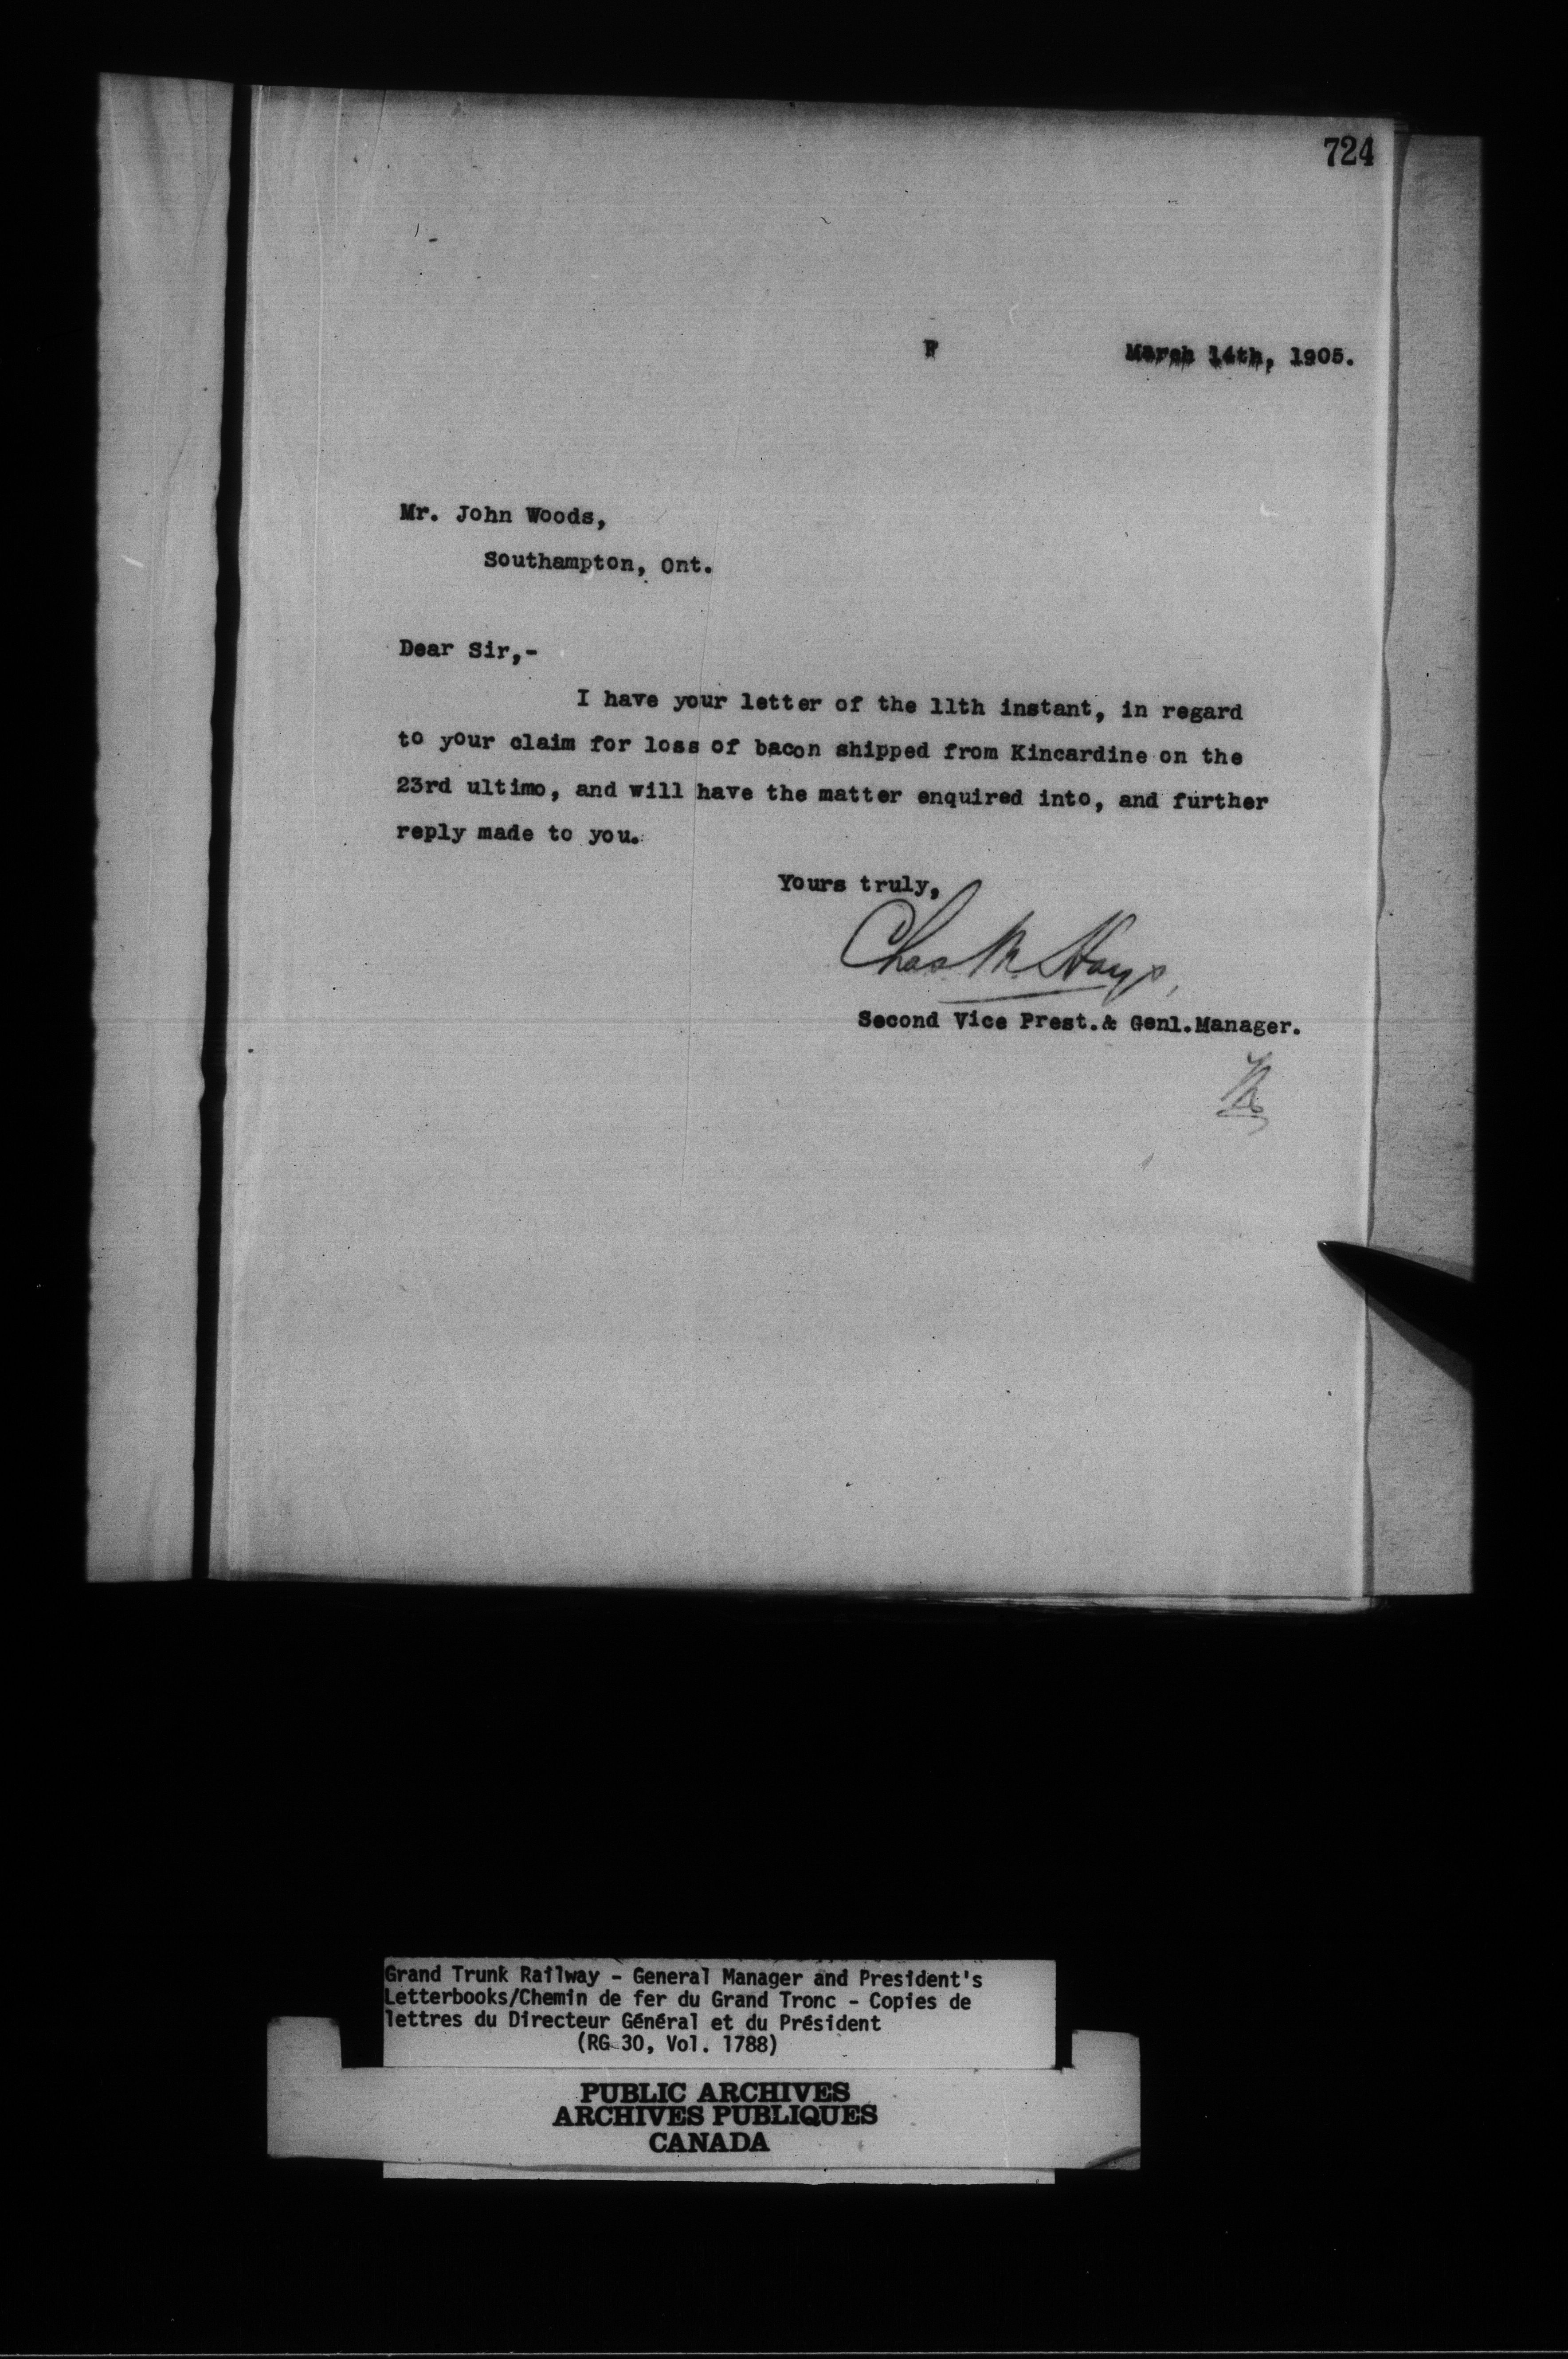 724
F March 14th, 1905.
Mr. John Woods,
Southampton, Ont.
Dear Sir,-
I have your letter of the 11th instant, in regard
to your claim for loss of bacon shipped from Kincardine on the
23rd ultimo, and will have the matter enquired into, and further
reply made to you.
Yours truly,
Chas M. Hays,
Second Vice Prest.& Genl.Manager.
Grand Trunk Railway - General Manager and President's
Letterbooks/Chemin de fer du Grand Tronc - Copies de
lettres du Directeur Général et du Président
(RG 30, Vol. 1788)
PUBLIC ARCHIVES
ARCHIVES PUBLIQUES
CANADA